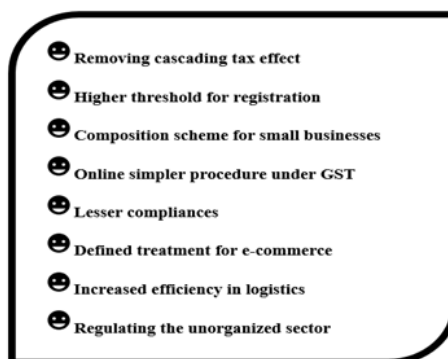 Removing cascading tax effect
Higher threshold for registration
Composition scheme for small businesses
Online simpler procedure under GST
Lesser compliances
Defined treatment for e-commerce
Increased efficiency in logistics
Regulating the unorganized sector